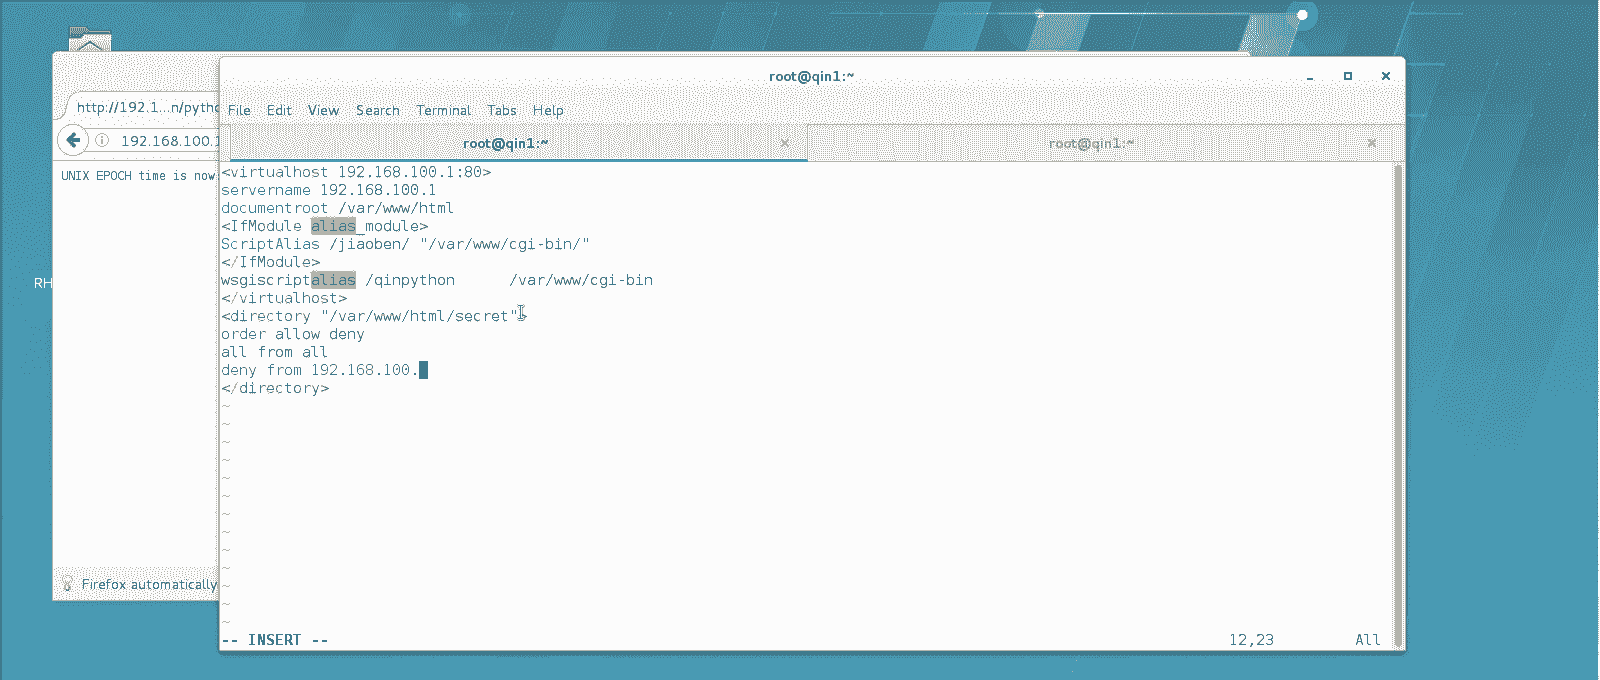 root@qin1:~
http://192.1...n/pytho
File Edit View Search Terminal Tabs Help
192.168.100.1
root@qin1:~
root@qin1:~
UNIX EPOCH time is now
<virtualhost 192.168.100.1:80>
servername 192.168.100.1
documentroot /var/www/html
<IfModule alias_module>
ScriptAlias /jiaoben/ "/var/www/cgi-bin/"
</IfModule>
wsgiscriptalias /qinpython      /var/www/cgi-bin
</virtualhost>
<directory "/var/www/html/secret">
order allow deny
all from all
deny from 192.168.100.
</directory>
~
~
~
~
~
~
~
~
~
~
~
~
~
RH
Firefox automatically
-- INSERT --
12,23
All